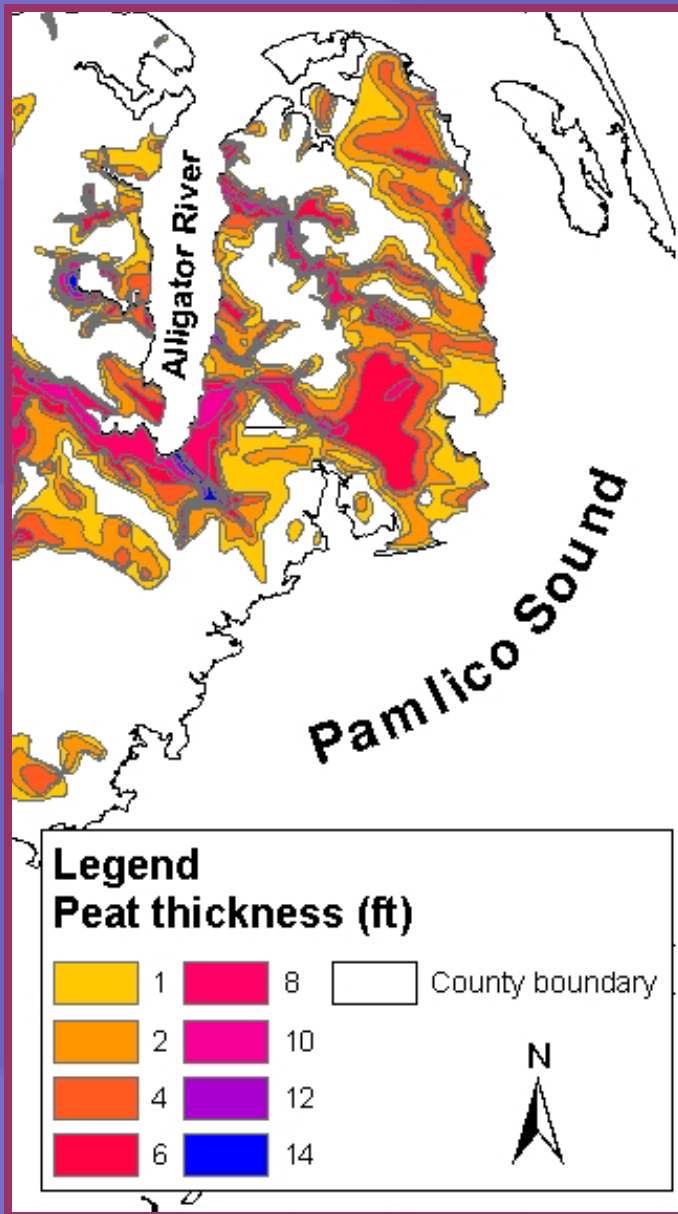 Alligator River
Pamlico Sound
Legend
Peat thickness (ft)
1 8 County boundary
2 10
4 12
6 14
N